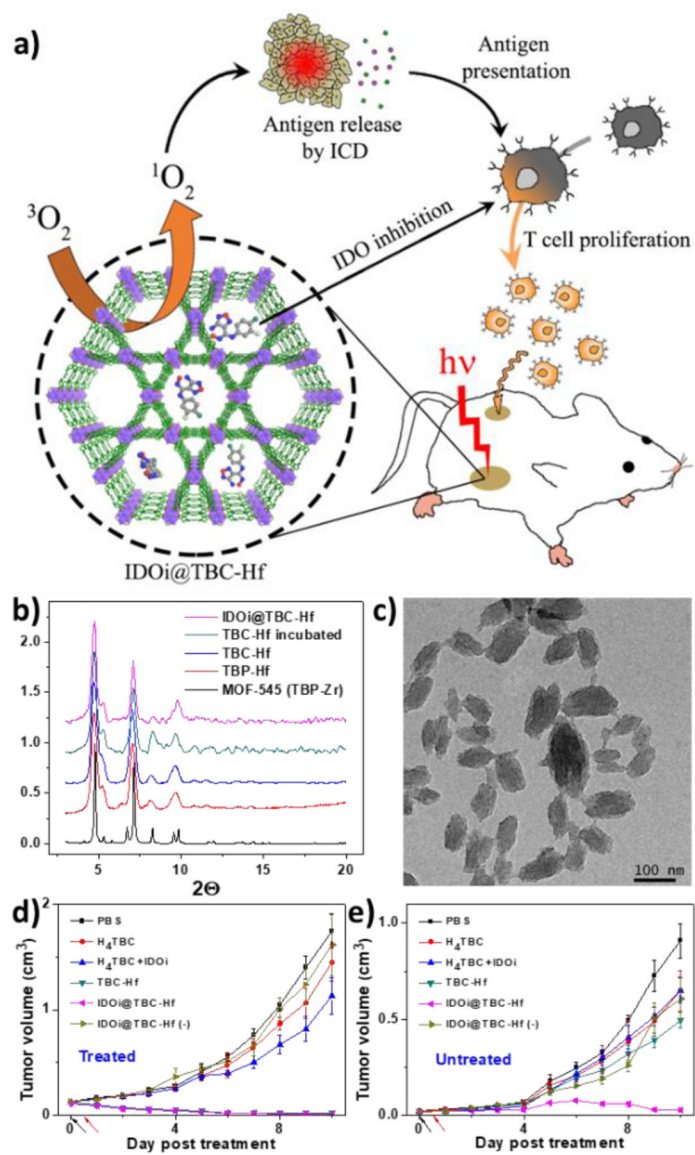 a)
Antigen release
by ICD
Antigen
presentation
¹O₂
³O₂
IDO inhibition
T cell proliferation
hν
IDOi@TBC-Hf
b)
IDOi@TBC-Hf
TBC-Hf incubated
TBC-Hf
TBP-Hf
MOF-545 (TBP-Zr)
2.0
1.5
1.0
0.5
0.0
5
10
15
20
2Θ
c)
100 nm
d)
Tumor volume (cm³)
2
1
0
PBS
H₄TBC
H₄TBC+IDOi
TBC-Hf
IDOi@TBC-Hf
IDOi@TBC-Hf (-)
Treated
0
4
8
Day post treatment
e)
Tumor volume (cm³)
1.0
0.5
0.0
PBS
H₄TBC
H₄TBC+IDOi
TBC-Hf
IDOi@TBC-Hf
IDOi@TBC-Hf (-)
Untreated
0
4
8
Day post treatment